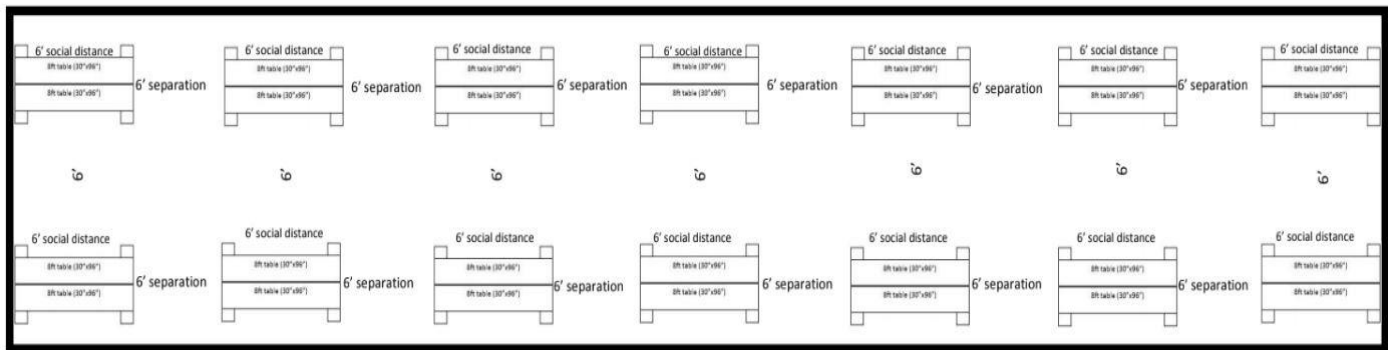 6' social distance
8ft table (30"x96")
8ft table (30"x96")
6' separation
6' social distance
8ft table (30"x96")
8ft table (30"x96")
6' separation
6' social distance
8ft table (30"x96")
8ft table (30"x96")
6' separation
6' social distance
8ft table (30"x96")
8ft table (30"x96")
6' separation
6' social distance
8ft table (30"x96")
8ft table (30"x96")
6' separation
6' social distance
8ft table (30"x96")
8ft table (30"x96")
6' separation
6' social distance
8ft table (30"x96")
8ft table (30"x96")
6'
6'
6'
6'
6'
6'
6'
6' social distance
8ft table (30"x96")
8ft table (30"x96")
6' separation
6' social distance
8ft table (30"x96")
8ft table (30"x96")
6' separation
6' social distance
8ft table (30"x96")
8ft table (30"x96")
6' separation
6' social distance
8ft table (30"x96")
8ft table (30"x96")
6' separation
6' social distance
8ft table (30"x96")
8ft table (30"x96")
6' separation
6' social distance
8ft table (30"x96")
8ft table (30"x96")
6' separation
6' social distance
8ft table (30"x96")
8ft table (30"x96")